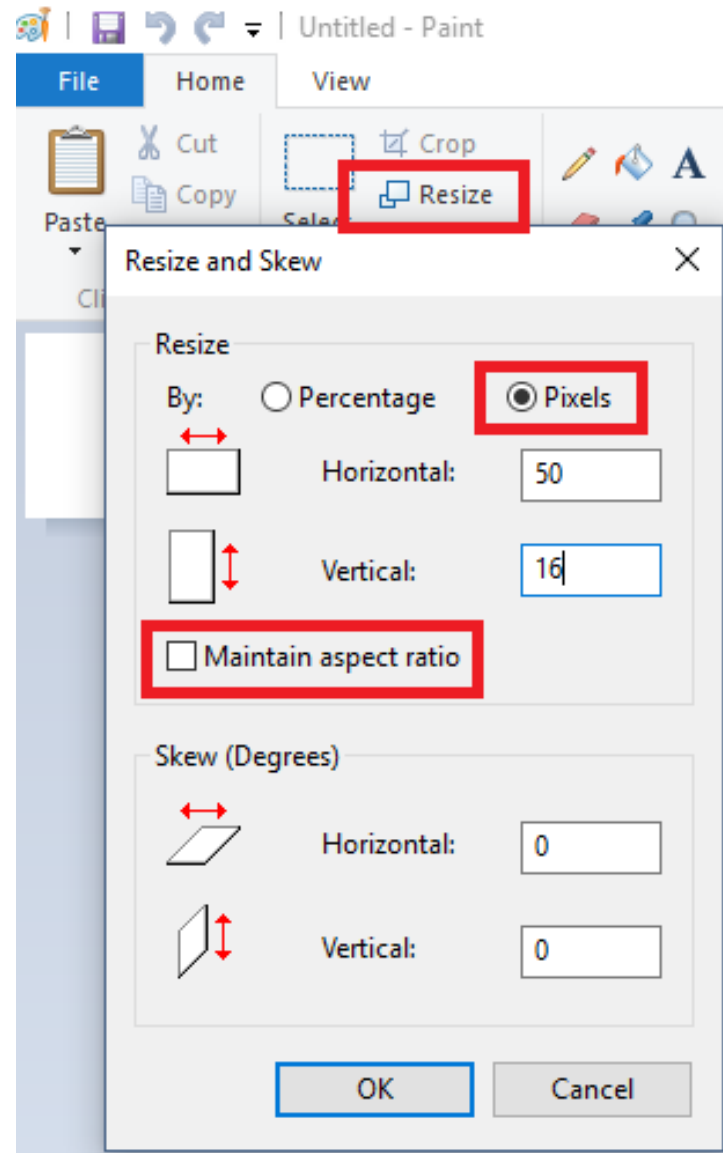 Untitled - Paint
File Home View
Cut Crop
Copy Resize A
Paste
Resize and Skew
Resize
By: Percentage Pixels
Horizontal: 50
Vertical: 16
Maintain aspect ratio
Skew (Degrees)
Horizontal: 0
Vertical: 0
OK Cancel